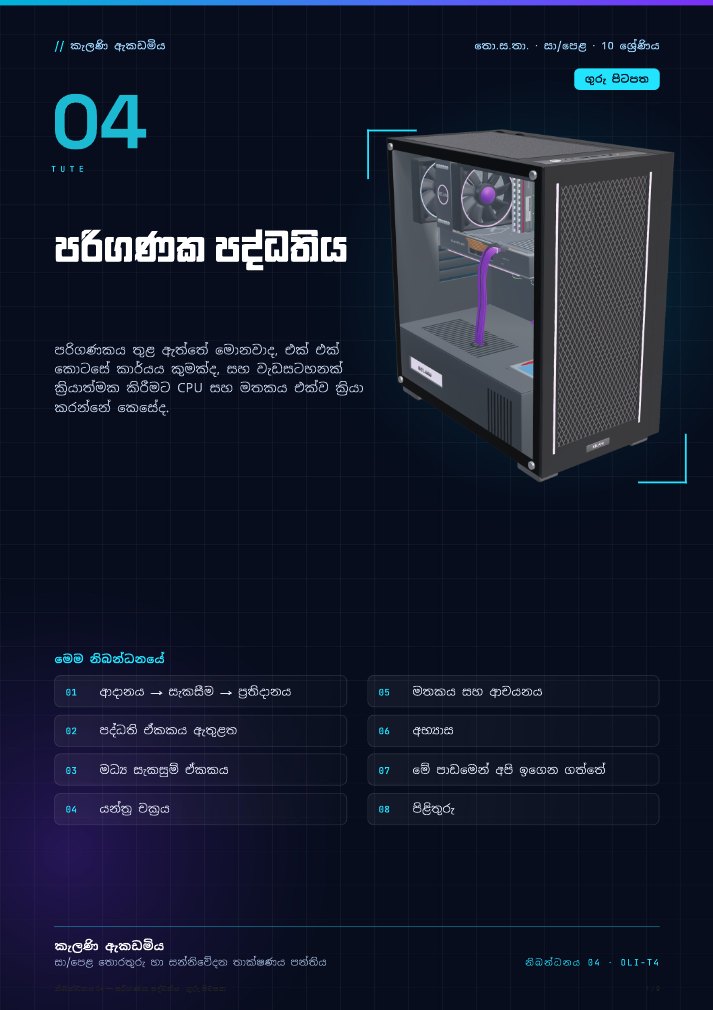 // කැලණි ඇකඩමිය
තො.ස.තා. · සා/පෙළ · 10 ශ්‍රේණිය
ගුරු පිටපත
04
TUTE
පරිගණක පද්ධතිය
පරිගණකය තුළ ඇත්තේ මොනවාද, එක් එක්
කොටසේ කාර්යය කුමක්ද, සහ වැඩසටහනක්
ක්‍රියාත්මක කිරීමට CPU සහ මතකය එක්ව ක්‍රියා
කරන්නේ කෙසේද.
මෙම නිබන්ධනයේ
01 ආදානය → සැකසීම → ප්‍රතිදානය
02 පද්ධති ඒකකය ඇතුළත
03 මධ්‍ය සැකසුම් ඒකකය
04 යන්ත්‍ර චක්‍රය
05 මතකය සහ ආචයනය
06 අභ්‍යාස
07 මේ පාඩමෙන් අපි ඉගෙන ගත්තේ
08 පිළිතුරු
කැලණි ඇකඩමිය
සා/පෙළ තොරතුරු හා සන්නිවේදන තාක්ෂණය පන්තිය
නිබන්ධනය 04 · OLI-T4